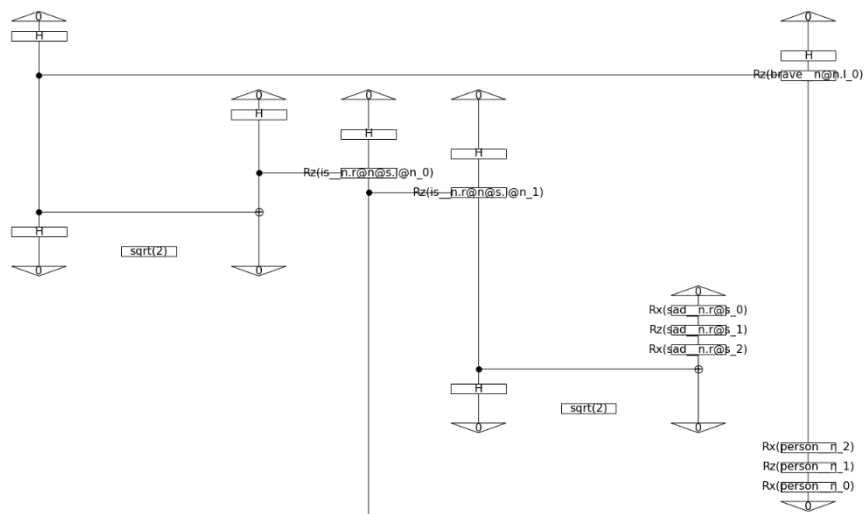 0 0
H
H
Rz(brave__n@n.l_0)
0 0
H
H
H
Rz(is__n.r@n@s.l@n_0)
Rz(is__n.r@n@s.l@n_1)
H
sqrt(2)
0 0
0
Rx(sad__n.r@s_0)
Rz(sad__n.r@s_1)
Rx(sad__n.r@s_2)
H
sqrt(2)
0 0
Rx(person__n_2)
Rz(person__n_1)
Rx(person__n_0)
0